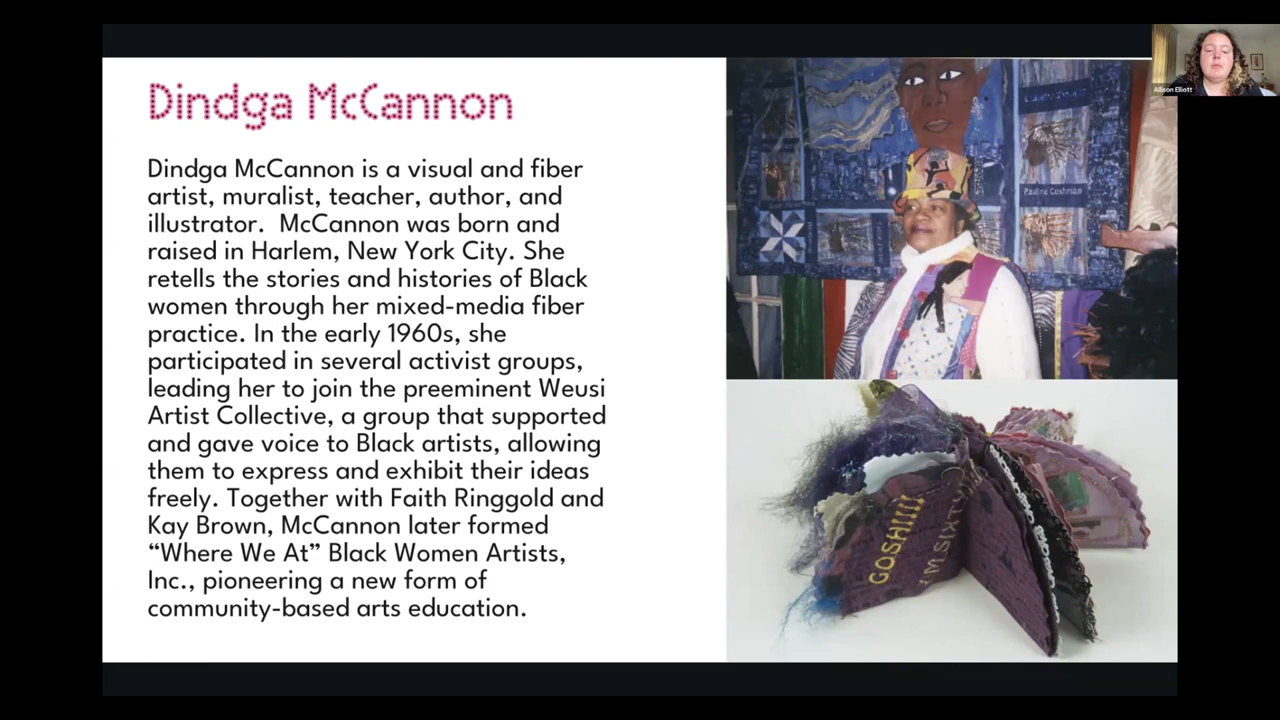 Dindga McCannon
Dindga McCannon is a visual and fiber
artist, muralist, teacher, author, and
illustrator.  McCannon was born and
raised in Harlem, New York City. She
retells the stories and histories of Black
women through her mixed-media fiber
practice. In the early 1960s, she
participated in several activist groups,
leading her to join the preeminent Weusi
Artist Collective, a group that supported
and gave voice to Black artists, allowing
them to express and exhibit their ideas
freely. Together with Faith Ringgold and
Kay Brown, McCannon later formed
“Where We At” Black Women Artists,
Inc., pioneering a new form of
community-based arts education.
Pauline Coshman
GOSH!!!!
I'M SIXTY
Allison Elliott